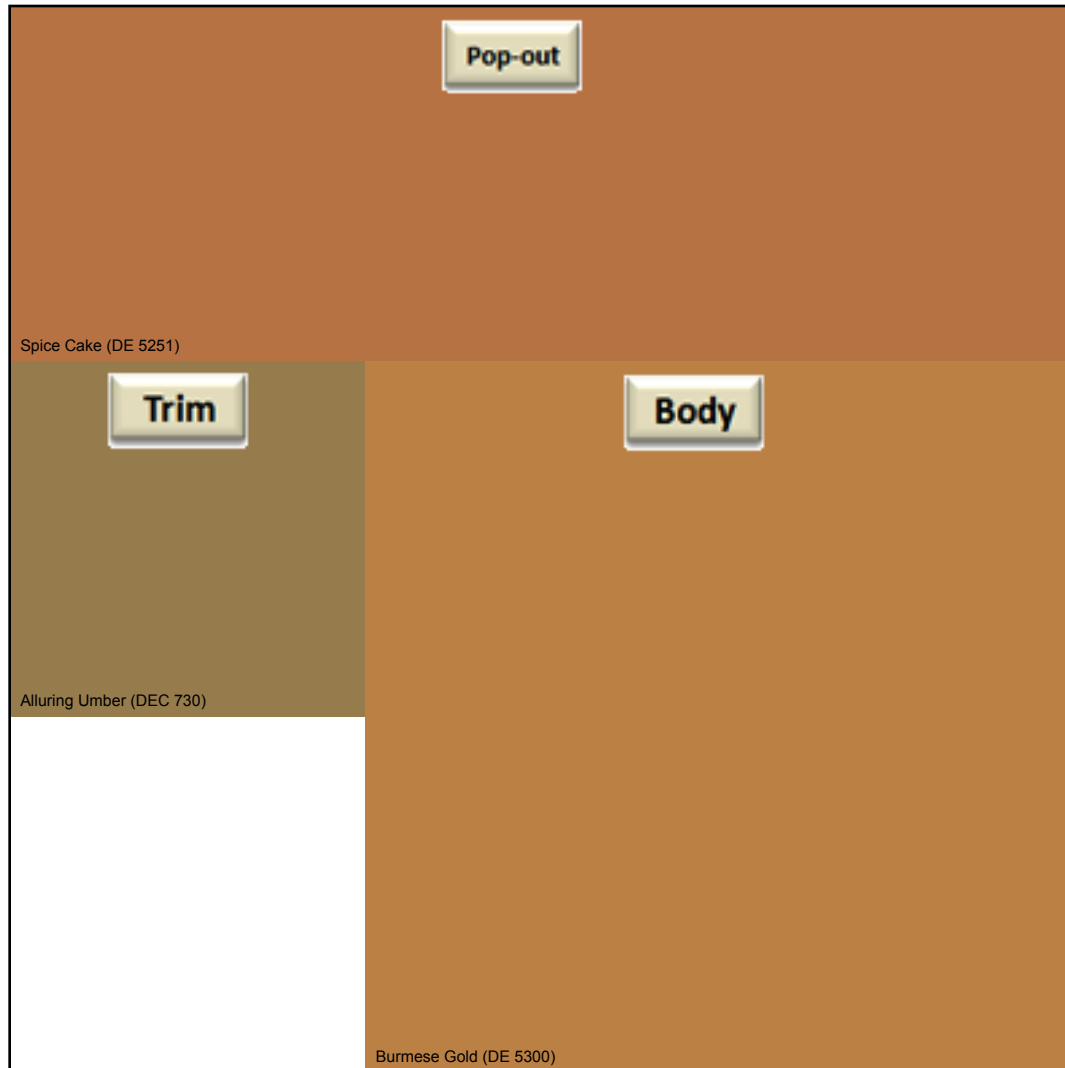 Pop-out
Spice Cake (DE 5251)
Trim
Body
Alluring Umber (DEC 730)
Burmese Gold (DE 5300)